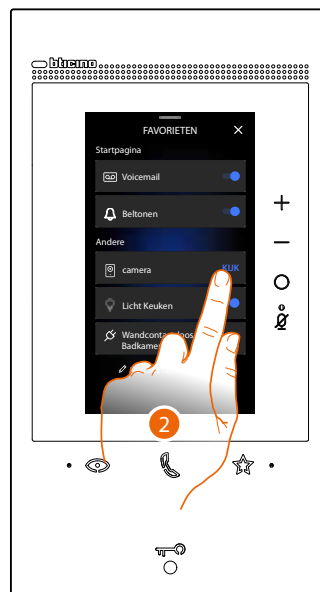 bticino
FAVORIETEN
Startpagina
Voicemail
Beltonen
Andere
camera
KIJK
Licht Keuken
Wandcontactdoos
Badkamer
2